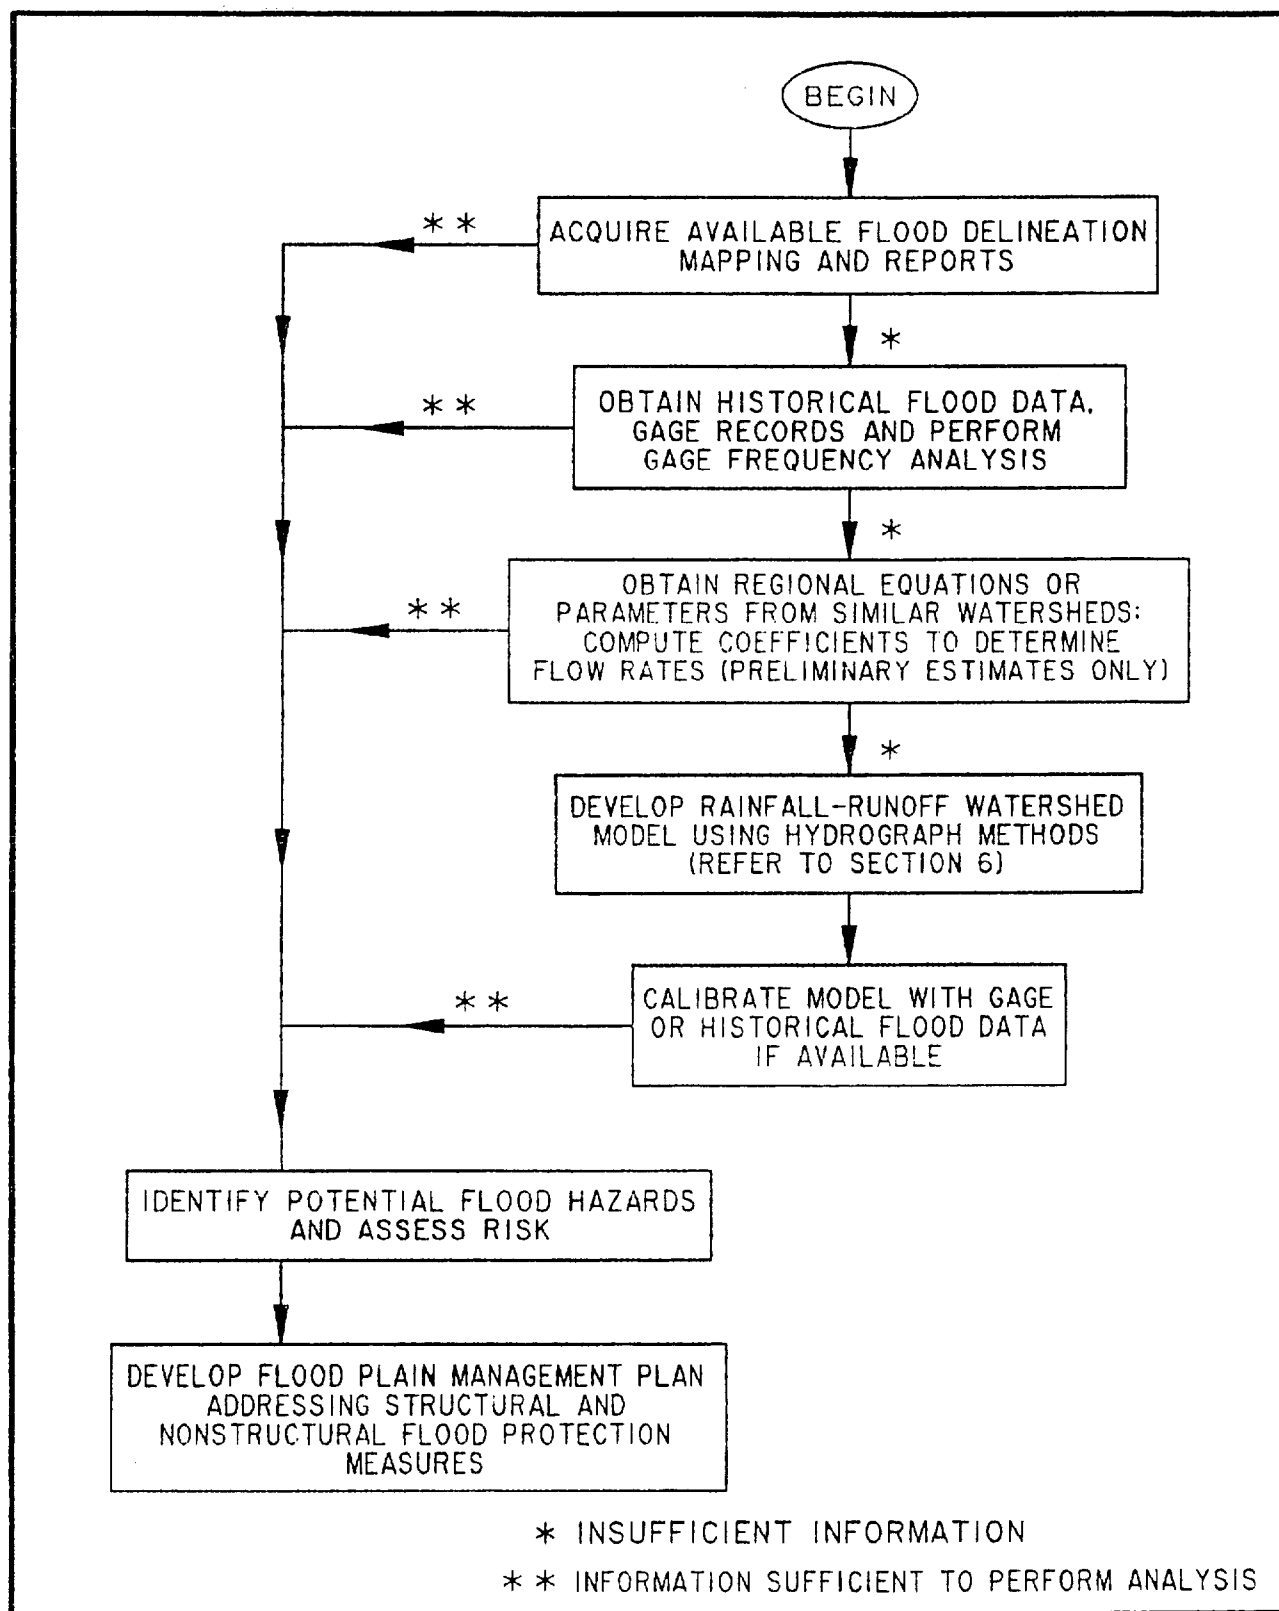 BEGIN
* *
ACQUIRE AVAILABLE FLOOD DELINEATION
MAPPING AND REPORTS
*
* *
OBTAIN HISTORICAL FLOOD DATA,
GAGE RECORDS AND PERFORM
GAGE FREQUENCY ANALYSIS
*
* *
OBTAIN REGIONAL EQUATIONS OR
PARAMETERS FROM SIMILAR WATERSHEDS;
COMPUTE COEFFICIENTS TO DETERMINE
FLOW RATES (PRELIMINARY ESTIMATES ONLY)
*
DEVELOP RAINFALL-RUNOFF WATERSHED
MODEL USING HYDROGRAPH METHODS
(REFER TO SECTION 6)
* *
CALIBRATE MODEL WITH GAGE
OR HISTORICAL FLOOD DATA
IF AVAILABLE
IDENTIFY POTENTIAL FLOOD HAZARDS
AND ASSESS RISK
DEVELOP FLOOD PLAIN MANAGEMENT PLAN
ADDRESSING STRUCTURAL AND
NONSTRUCTURAL FLOOD PROTECTION
MEASURES
* INSUFFICIENT INFORMATION
* * INFORMATION SUFFICIENT TO PERFORM ANALYSIS